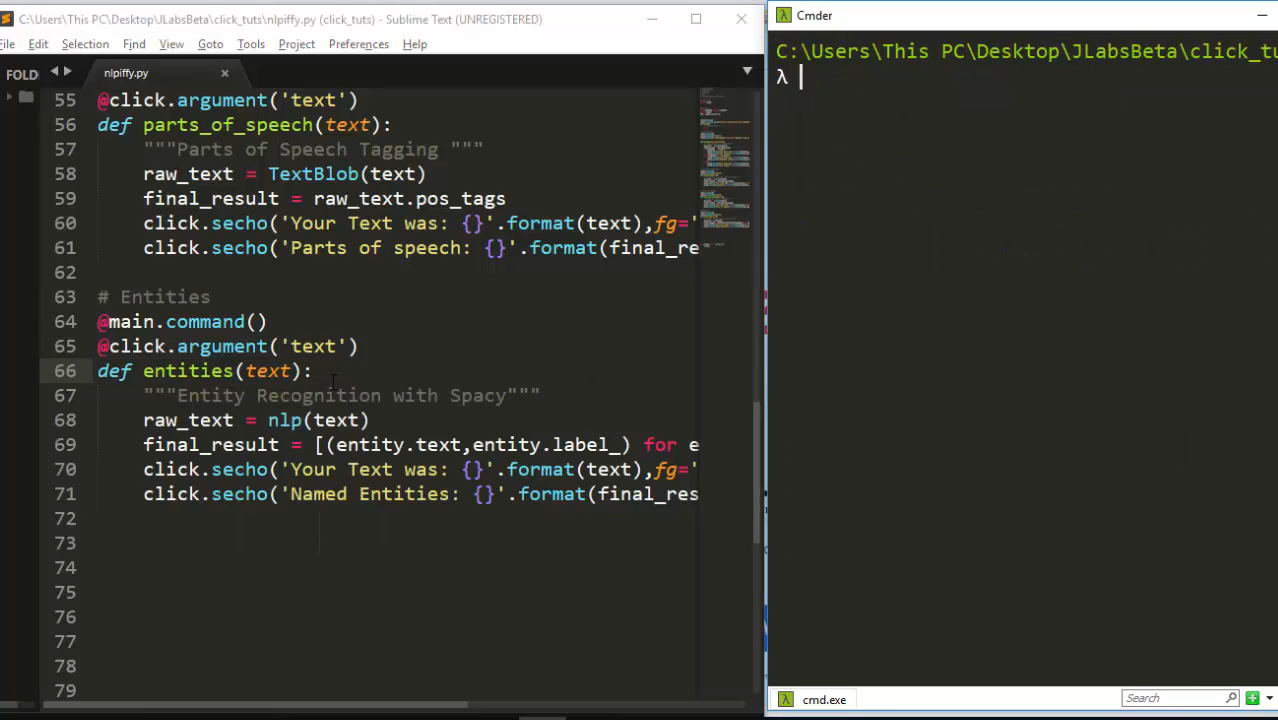 C:\Users\This PC\Desktop\JLabsBeta\click_tuts\nlpiffy.py (click_tuts) - Sublime Text (UNREGISTERED)
File Edit Selection Find View Goto Tools Project Preferences Help
FOLD
nlpiffy.py
55 @click.argument('text')
56 def parts_of_speech(text):
57 """Parts of Speech Tagging """
58 raw_text = TextBlob(text)
59 final_result = raw_text.pos_tags
60 click.secho('Your Text was: {}'.format(text),fg='
61 click.secho('Parts of speech: {}'.format(final_re
62
63 # Entities
64 @main.command()
65 @click.argument('text')
66 def entities(text):
67 """Entity Recognition with Spacy"""
68 raw_text = nlp(text)
69 final_result = [(entity.text,entity.label_) for e
70 click.secho('Your Text was: {}'.format(text),fg='
71 click.secho('Named Entities: {}'.format(final_res
72
73
74
75
76
77
78
79
Cmder
C:\Users\This PC\Desktop\JLabsBeta\click_tu
λ
cmd.exe
Search